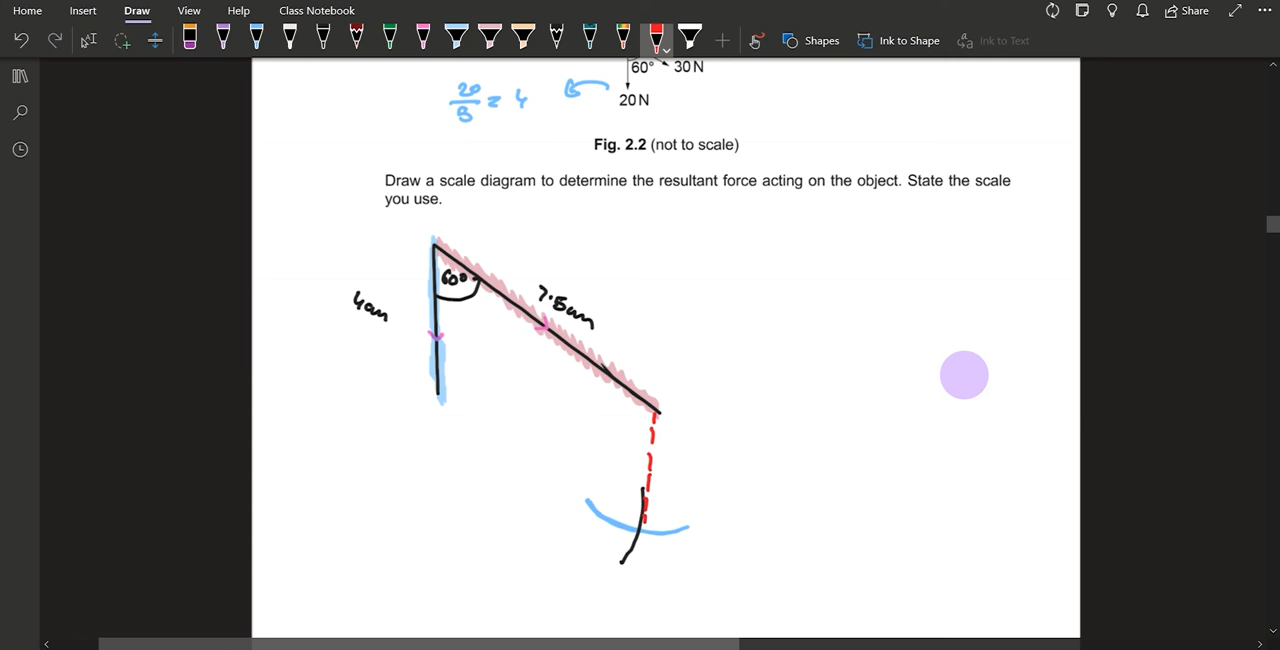 Home Insert Draw View Help Class Notebook Share
Shapes Ink to Shape Ink to Text
60° 30 N
20 N
20/5 = 4
5
Fig. 2.2 (not to scale)
Draw a scale diagram to determine the resultant force acting on the object. State the scale
you use.
60°
7.5cm
4cm